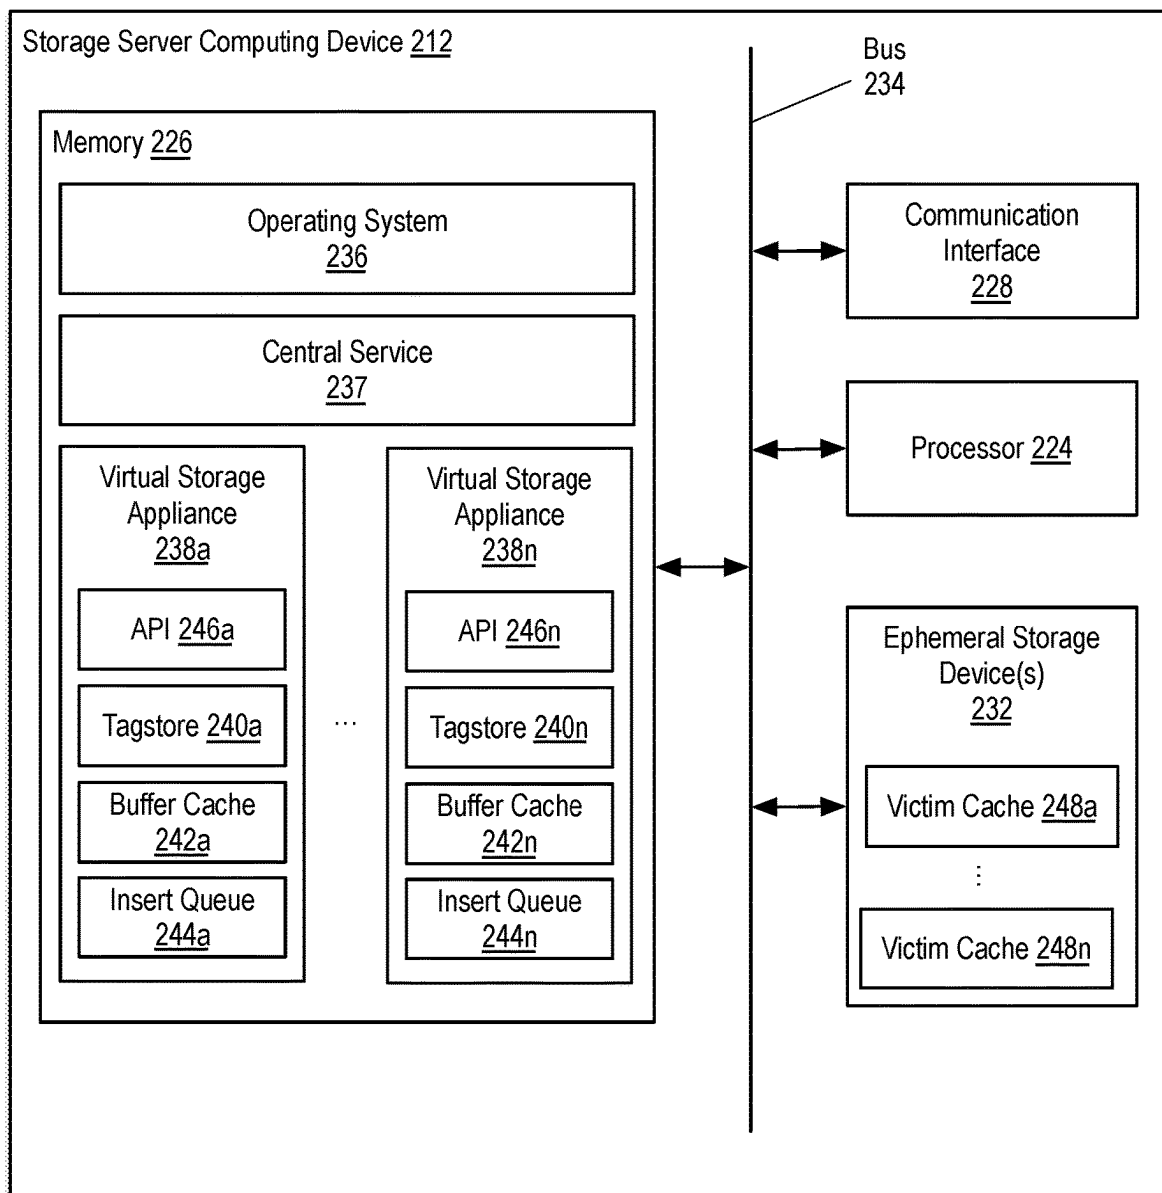 Storage Server Computing Device 212
Bus
234
Memory 226
Operating System
236
Central Service
237
Virtual Storage
Appliance
238a
API 246a
Tagstore 240a
Buffer Cache
242a
Insert Queue
244a
...
Virtual Storage
Appliance
238n
API 246n
Tagstore 240n
Buffer Cache
242n
Insert Queue
244n
Communication
Interface
228
Processor 224
Ephemeral Storage
Device(s)
232
Victim Cache 248a
...
Victim Cache 248n